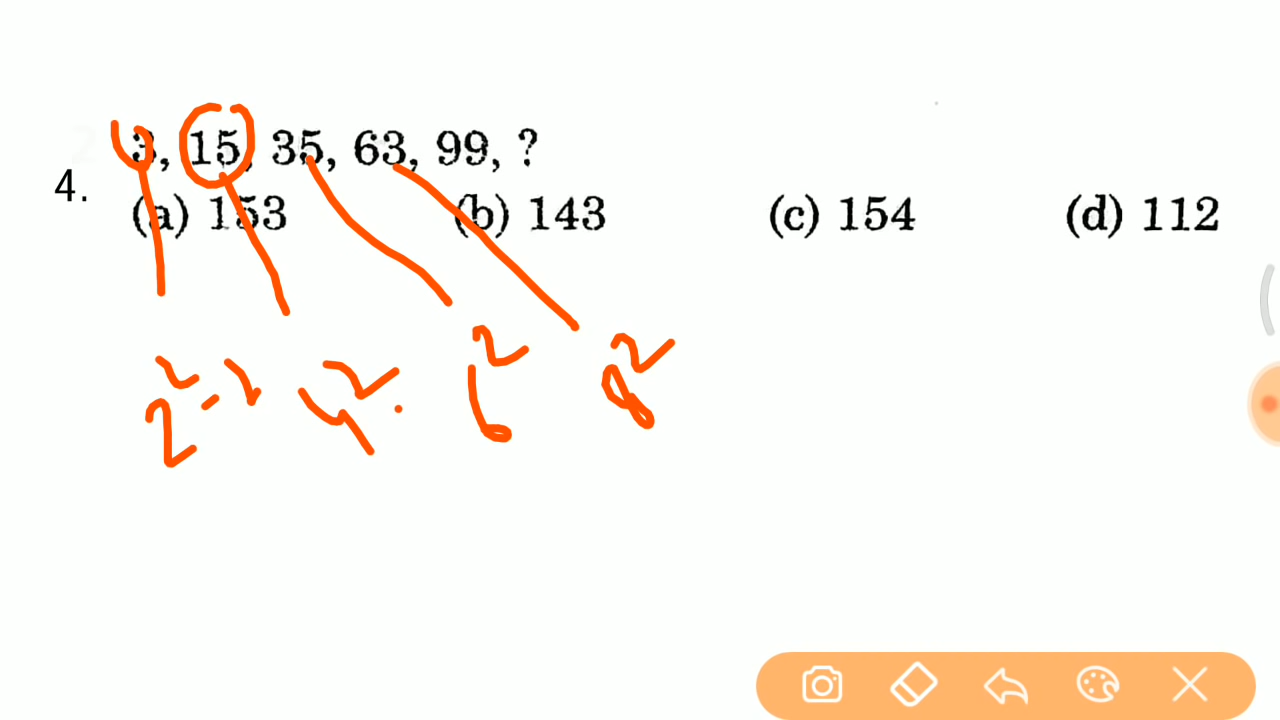 3, 15, 35, 63, 99, ?
4.
(a) 153 (b) 143 (c) 154 (d) 112
2² - 1 4² 6² 8²